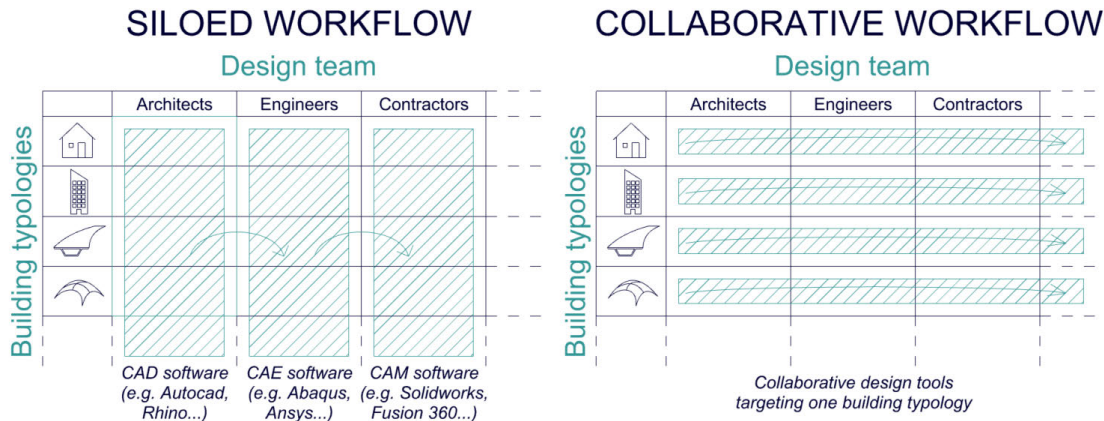 SILOED WORKFLOW
Design team
Architects
Engineers
Contractors
Building typologies
CAD software
(e.g. Autocad,
Rhino...)
CAE software
(e.g. Abaqus,
Ansys...)
CAM software
(e.g. Solidworks,
Fusion 360...)
COLLABORATIVE WORKFLOW
Design team
Architects
Engineers
Contractors
Building typologies
Collaborative design tools
targeting one building typology